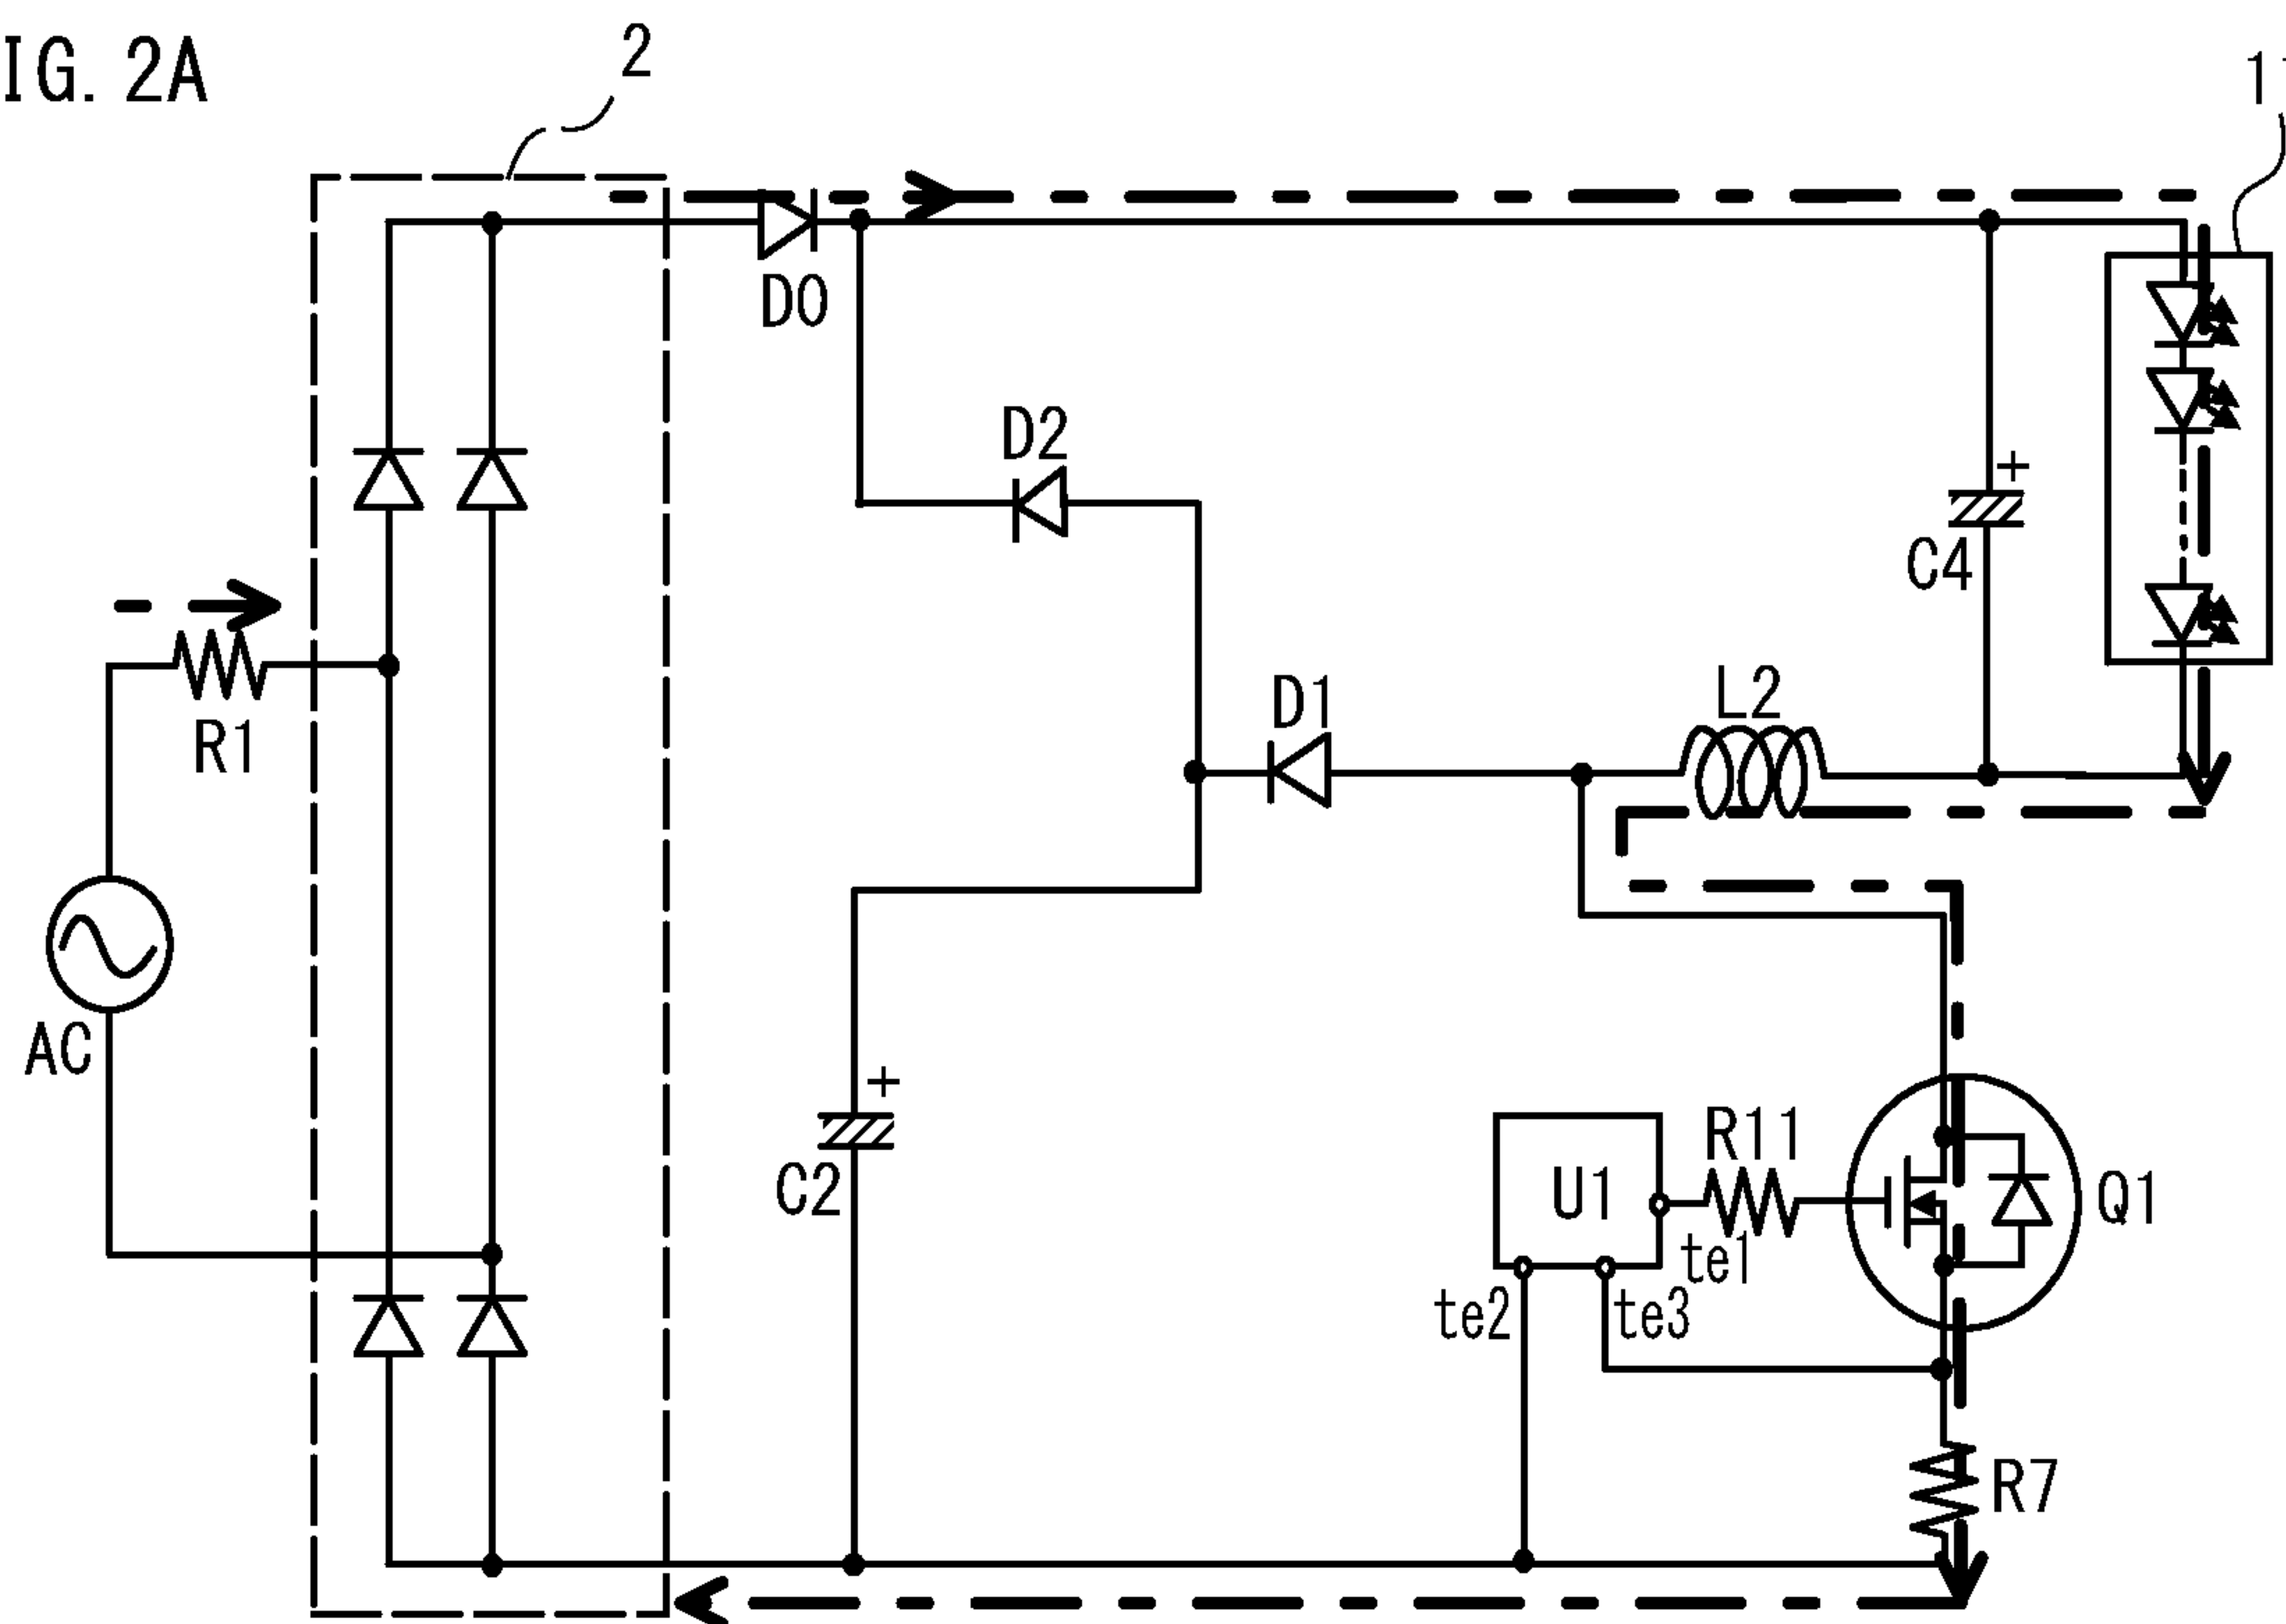 IG. 2A
2
D0
D2
+
C4
R1
D1
L2
AC
+
C2
U1
R11
te1
Q1
te2
te3
R7